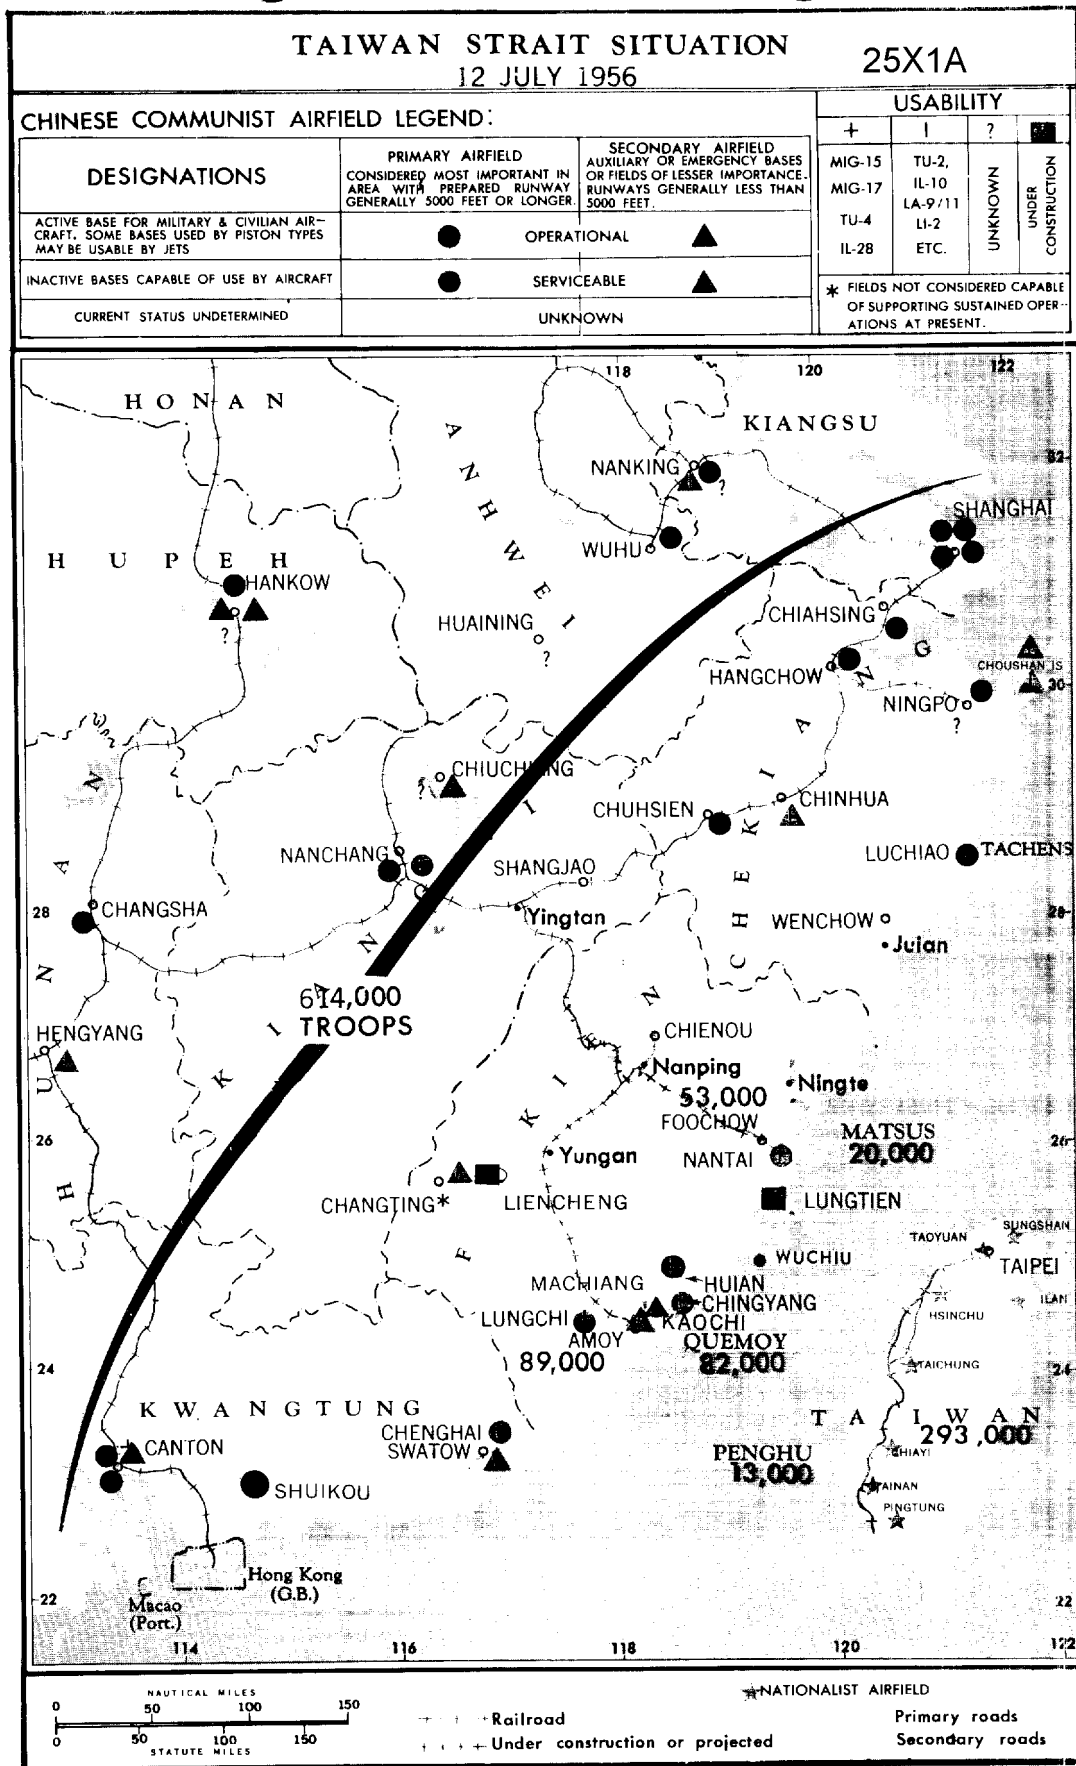 TAIWAN STRAIT SITUATION
12 JULY 1956
25X1A
CHINESE COMMUNIST AIRFIELD LEGEND:
DESIGNATIONS
PRIMARY AIRFIELD
CONSIDERED MOST IMPORTANT IN
AREA WITH PREPARED RUNWAY
GENERALLY 5000 FEET OR LONGER.
SECONDARY AIRFIELD
AUXILIARY OR EMERGENCY BASES
OR FIELDS OF LESSER IMPORTANCE.
RUNWAYS GENERALLY LESS THAN
5000 FEET.
ACTIVE BASE FOR MILITARY & CIVILIAN AIR-
CRAFT. SOME BASES USED BY PISTON TYPES
MAY BE USABLE BY JETS
OPERATIONAL
INACTIVE BASES CAPABLE OF USE BY AIRCRAFT
SERVICEABLE
CURRENT STATUS UNDETERMINED
UNKNOWN
USABILITY
+ I ?
MIG-15
MIG-17
TU-4
IL-28
TU-2,
IL-10
LA-9/11
LI-2
ETC.
UNKNOWN
UNDER
CONSTRUCTION
* FIELDS NOT CONSIDERED CAPABLE
OF SUPPORTING SUSTAINED OPER-
ATIONS AT PRESENT.
118 120 122
HONAN
ANHWEI
KIANGSU
32
NANKING
?
SHANGHAI
WUHU
HUPEH
HANKOW
?
HUAINING
?
CHIAHSING
HANGCHOW
CHOUSHAN IS
30
NINGPO
?
CHEKIANG
HUNAN
CHIUCHIANG
?
CHUHSIEN
CHINHUA
NANCHANG
SHANGJAO
LUCHIAO
TACHENS
28
CHANGSHA
Yingtan
WENCHOW
28
Juian
KIANGSI
614,000
TROOPS
HENGYANG
CHIENOU
Nanping
53,000
Ningte
FOOCHOW
26
MATSUS
20,000
26
NANTAI
Yungan
FUKIEN
CHANGTING*
LIENCHENG
LUNGTIEN
SUNGSHAN
TAOYUAN
TAIPEI
WUCHIU
MACHIANG
HUIAN
CHINGYANG
ILAN
HSINCHU
LUNGCHI
KAOCHI
AMOY
89,000
QUEMOY
82,000
24
TAICHUNG
24
KWANGTUNG
TAIWAN
293,000
CHENGHAI
SWATOW
CANTON
PENGHU
13,000
CHIAYI
SHUIKOU
TAINAN
PINGTUNG
Hong Kong
(G.B.)
22
Macao
(Port.)
22
114 116 118 120 122
NAUTICAL MILES
0 50 100 150
0 50 100 150
STATUTE MILES
Railroad
Under construction or projected
NATIONALIST AIRFIELD
Primary roads
Secondary roads